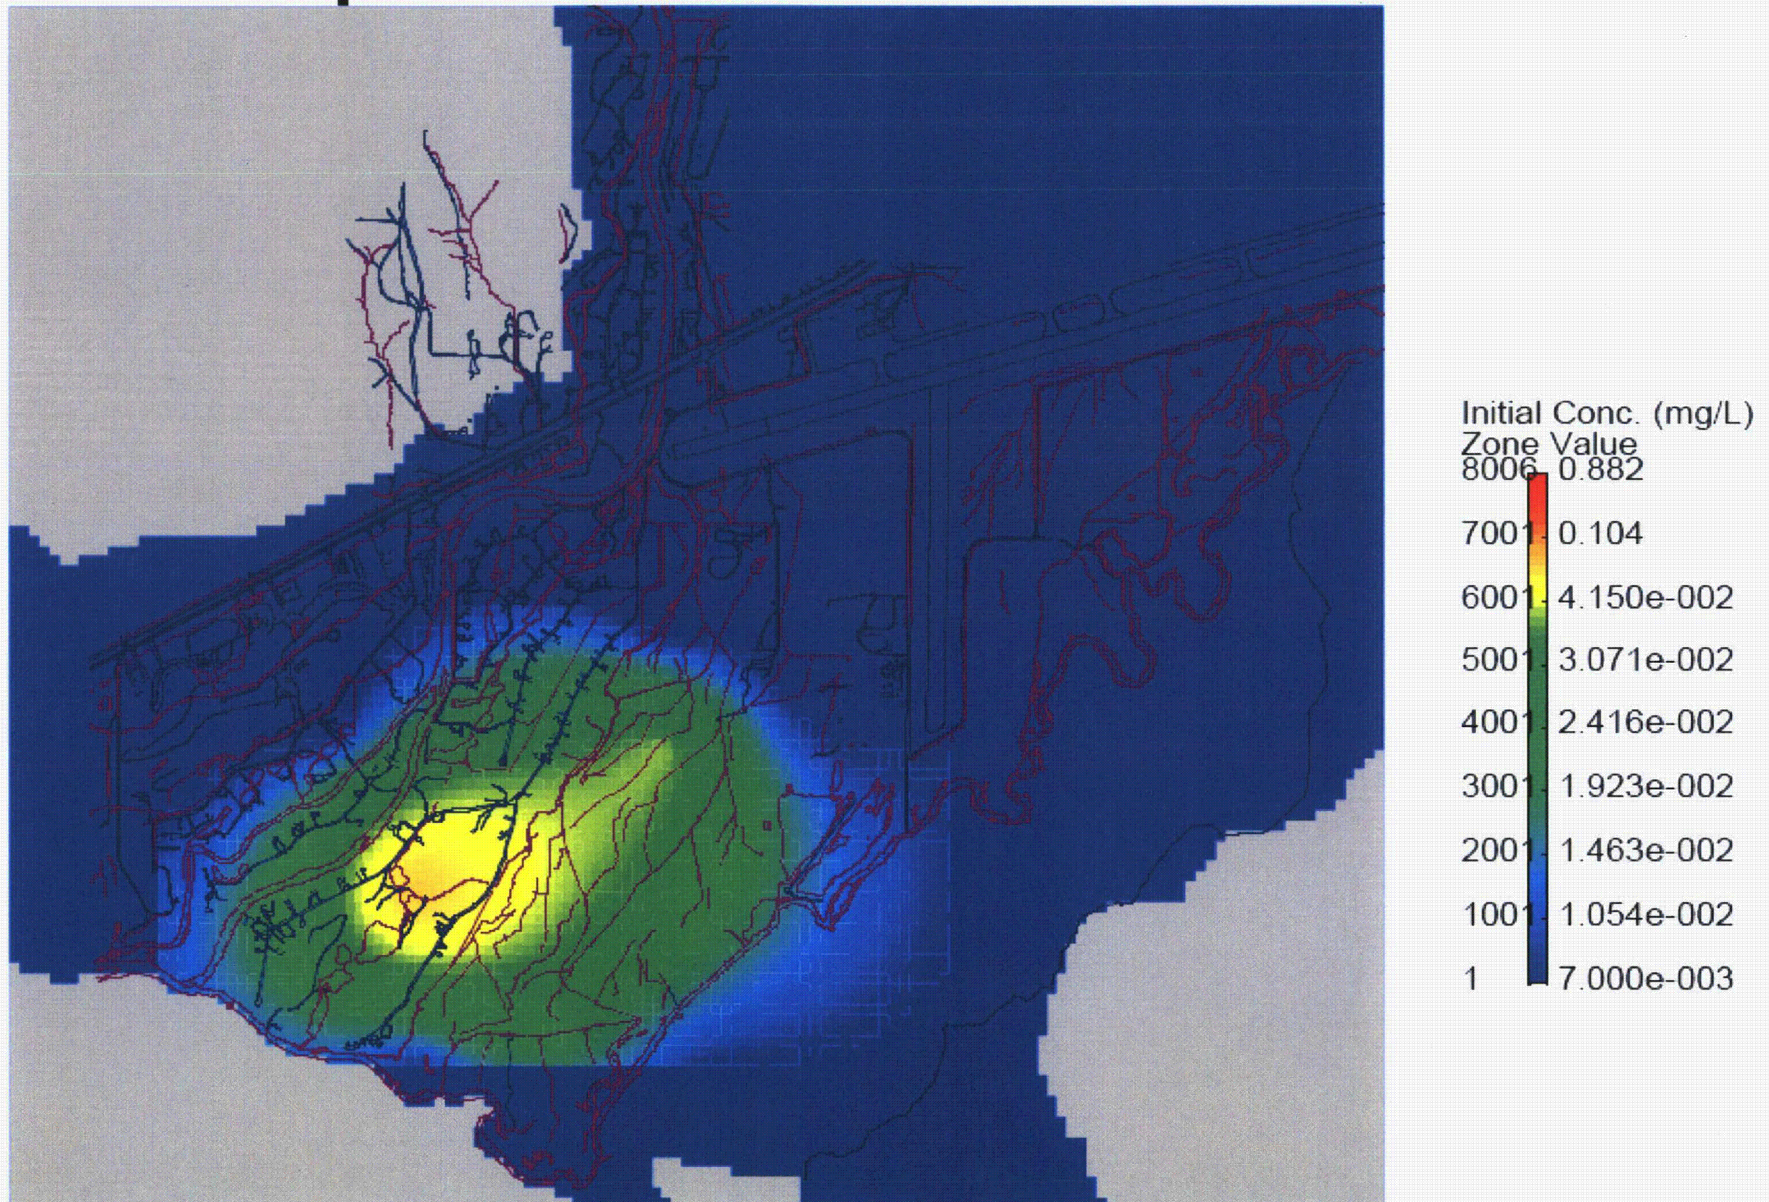 Initial Conc. (mg/L)
Zone Value
8006 0.882
7001 0.104
6001 4.150e-002
5001 3.071e-002
4001 2.416e-002
3001 1.923e-002
2001 1.463e-002
1001 1.054e-002
1 7.000e-003